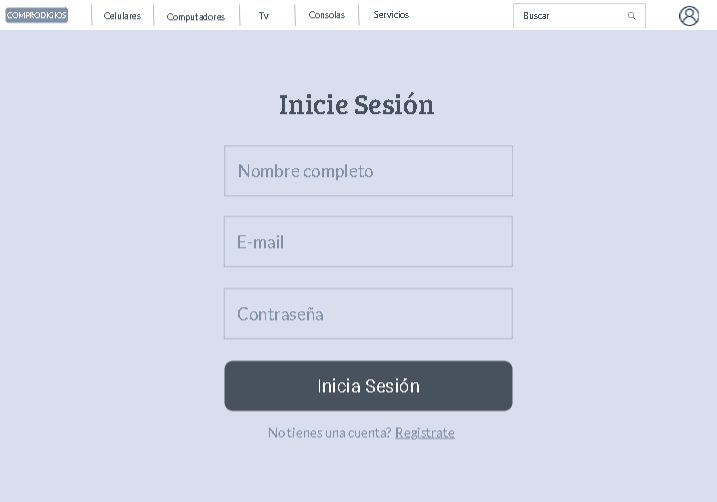 COMPRODIGIOS Celulares Computadores Tv Consolas Servicios Buscar
Inicie Sesión
Nombre completo
E-mail
Contraseña
Inicia Sesión
No tienes una cuenta? Registrate